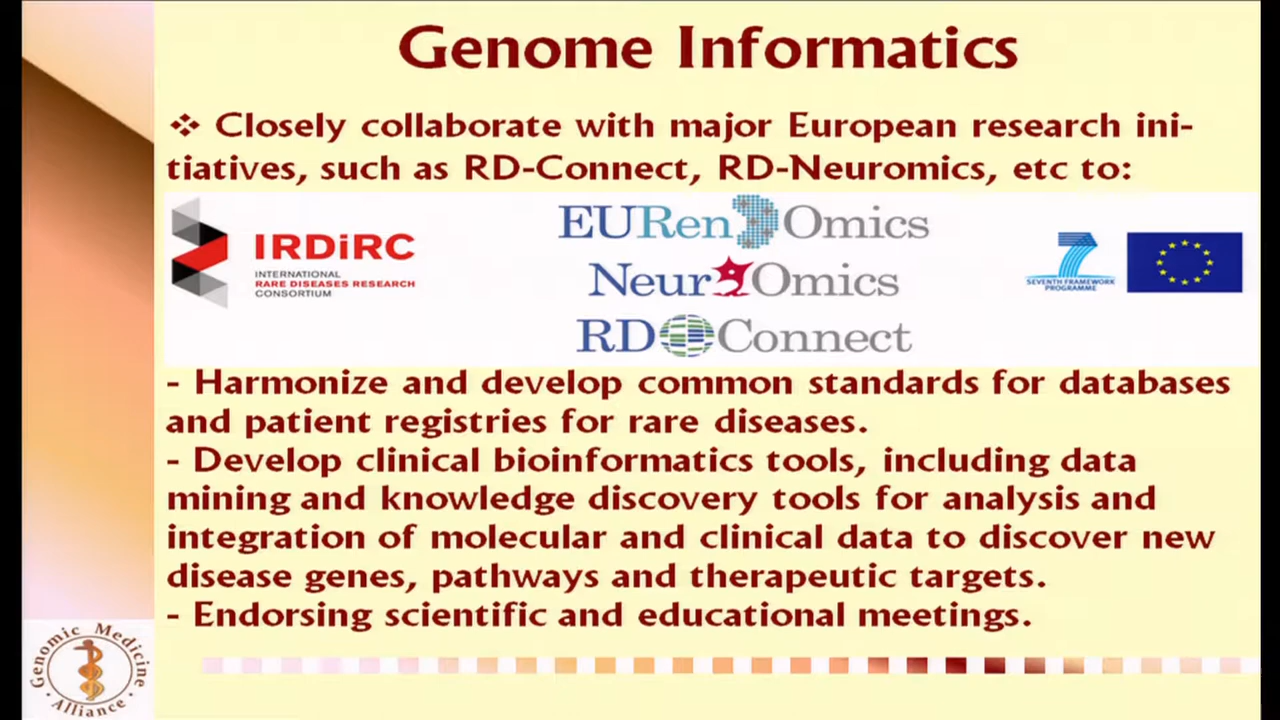 Genome Informatics
❖ Closely collaborate with major European research ini-
tiatives, such as RD-Connect, RD-Neuromics, etc to:
IRDiRC
INTERNATIONAL
RARE DISEASES RESEARCH
CONSORTIUM
EURenOmics
NeurOmics
RD Connect
7
SEVENTH FRAMEWORK
PROGRAMME
- Harmonize and develop common standards for databases
and patient registries for rare diseases.
- Develop clinical bioinformatics tools, including data
mining and knowledge discovery tools for analysis and
integration of molecular and clinical data to discover new
disease genes, pathways and therapeutic targets.
- Endorsing scientific and educational meetings.
Genomic Medicine
· Alliance ·